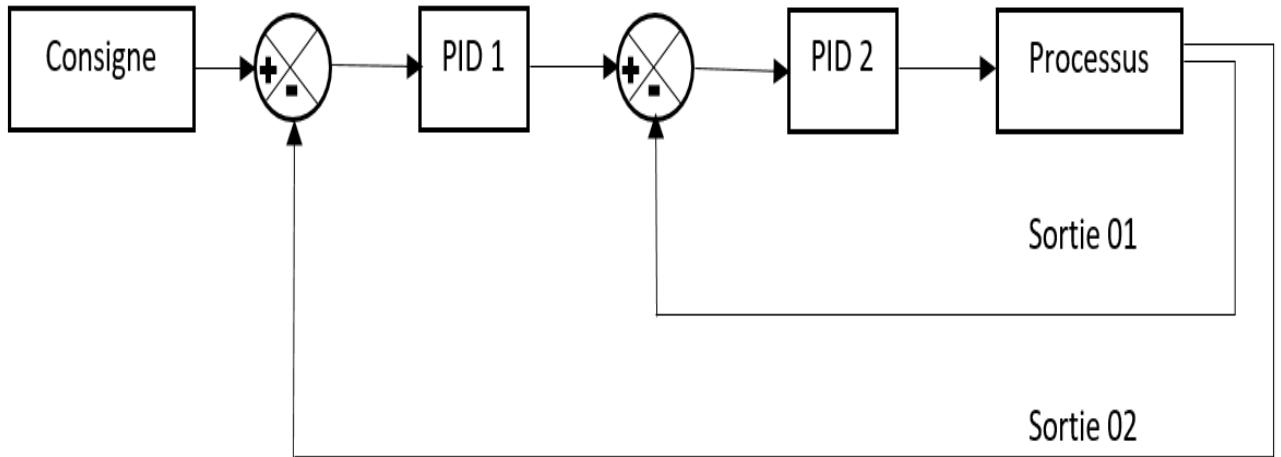 Consigne
+
-
PID 1
+
-
PID 2
Processus
Sortie 01
Sortie 02